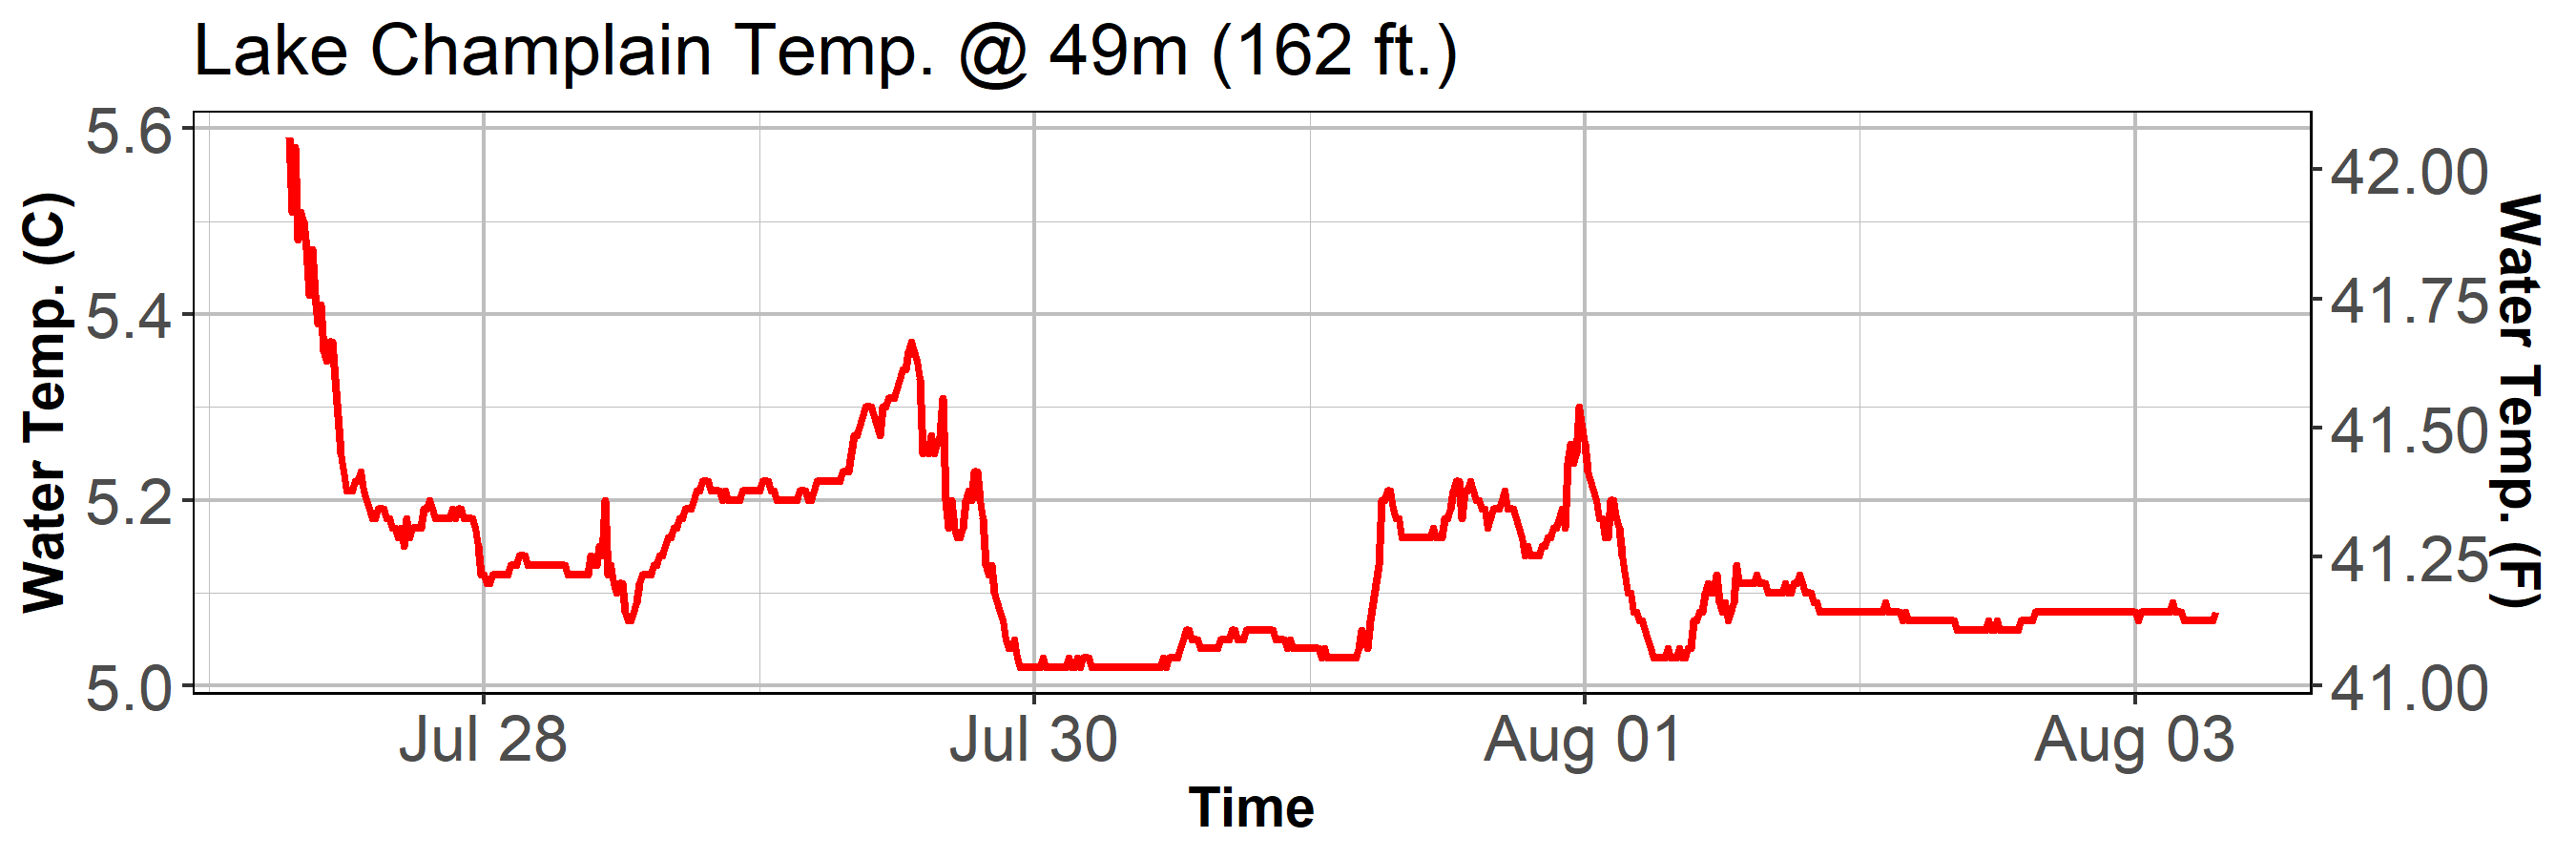 Lake Champlain Temp. @ 49m (162 ft.)
5.6
5.4
5.2
5.0
Water Temp. (C)
42.00
41.75
41.50
41.25
41.00
Water Temp. (F)
Jul 28
Jul 30
Aug 01
Aug 03
Time